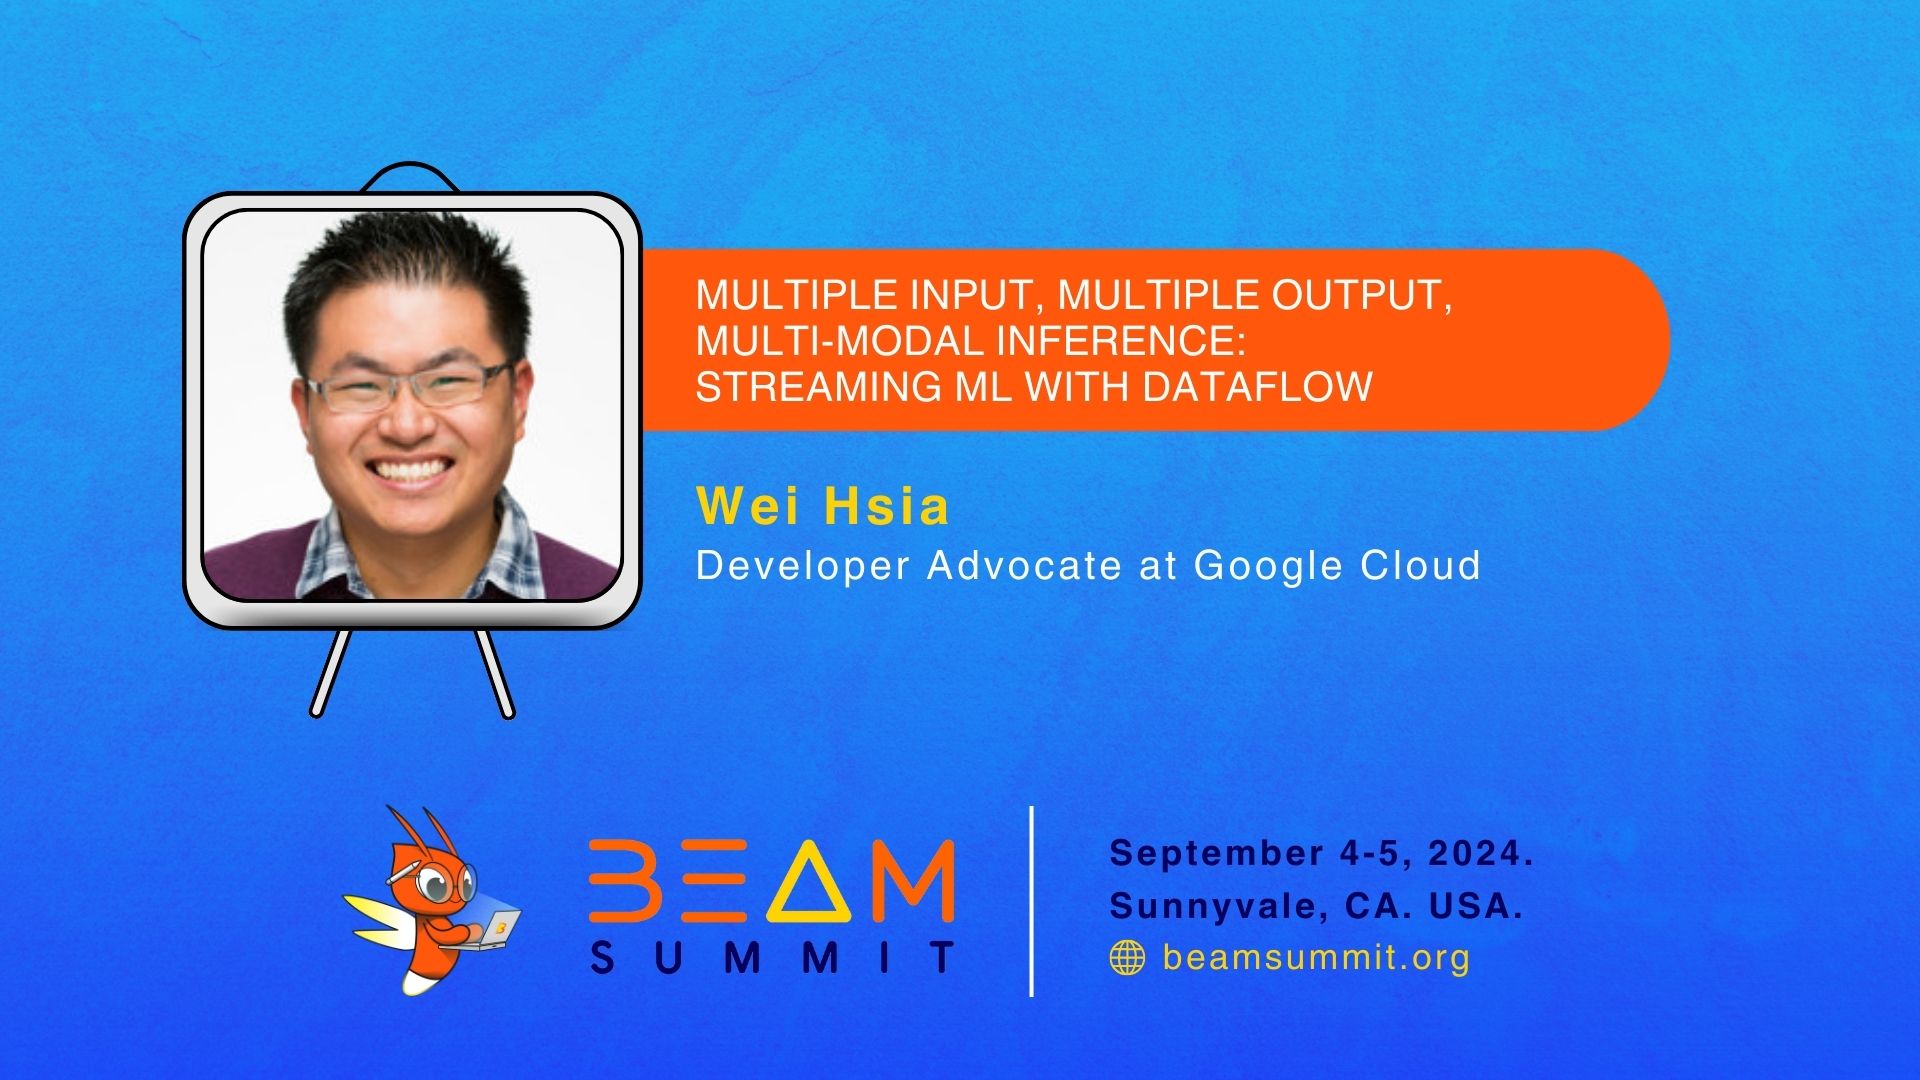 MULTIPLE INPUT, MULTIPLE OUTPUT,
MULTI-MODAL INFERENCE:
STREAMING ML WITH DATAFLOW
Wei Hsia
Developer Advocate at Google Cloud
B
BEAM
SUMMIT
September 4-5, 2024.
Sunnyvale, CA. USA.
beamsummit.org